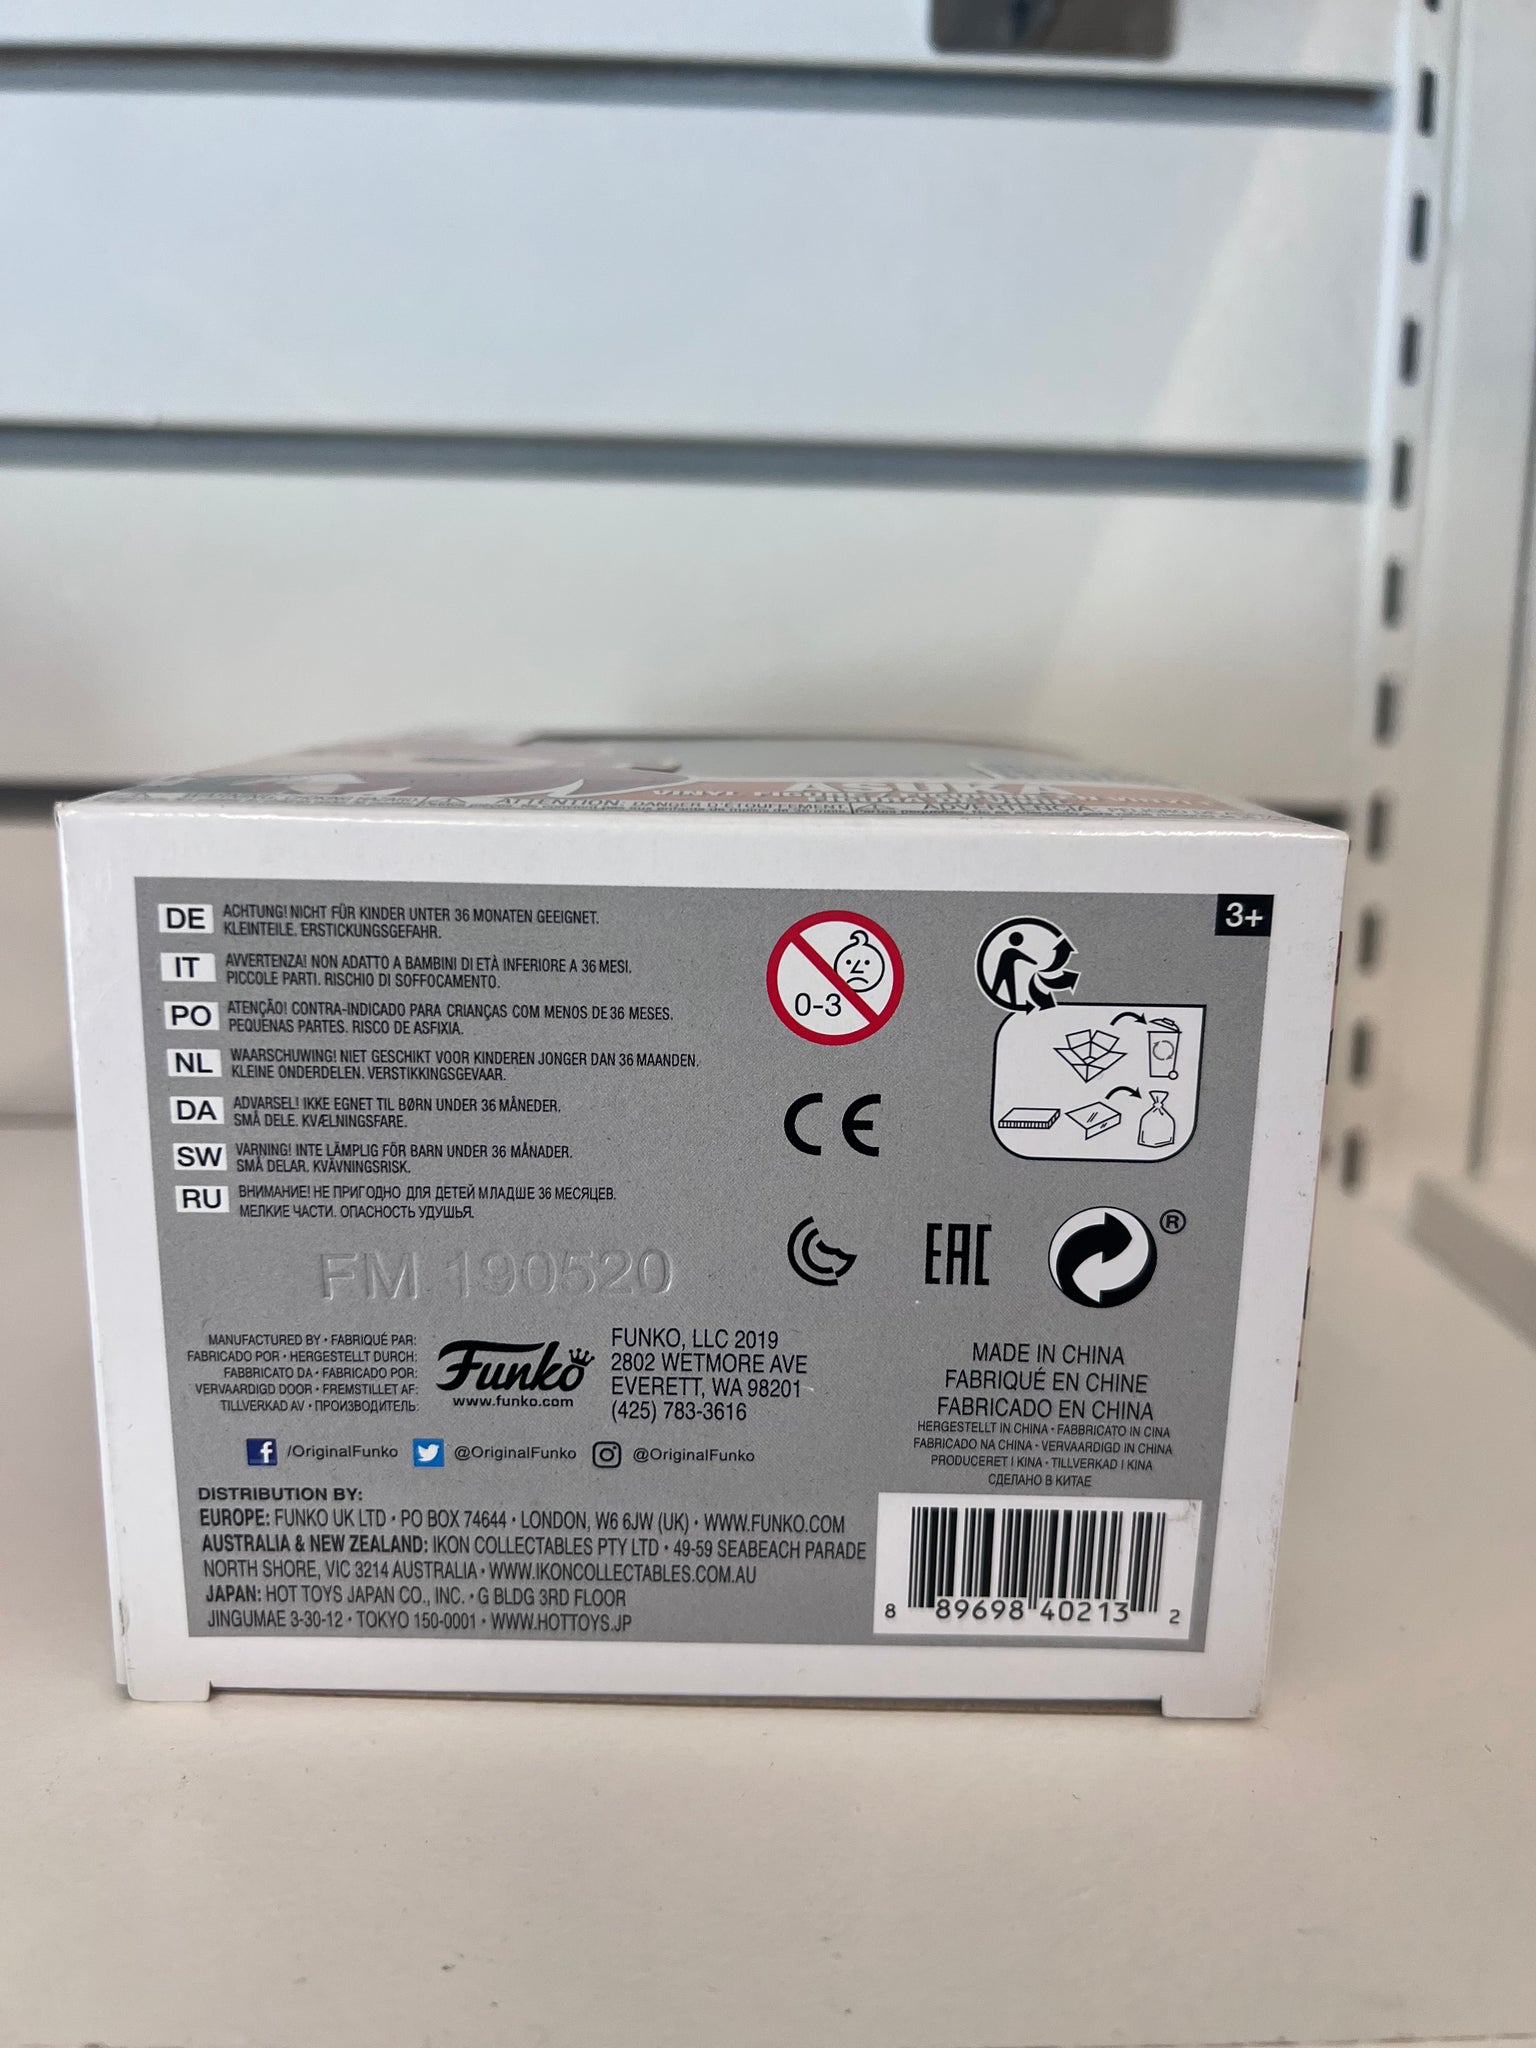 ASUKA
ATTENTION: DANGER D'ÉTOUFFEMENT
ADVERTENCIA:
DE ACHTUNG! NICHT FÜR KINDER UNTER 36 MONATEN GEEIGNET.
KLEINTEILE. ERSTICKUNGSGEFAHR.
IT AVVERTENZA! NON ADATTO A BAMBINI DI ETÀ INFERIORE A 36 MESI.
PICCOLE PARTI. RISCHIO DI SOFFOCAMENTO.
PO ATENÇÃO! CONTRA-INDICADO PARA CRIANÇAS COM MENOS DE 36 MESES.
PEQUENAS PARTES. RISCO DE ASFIXIA.
NL WAARSCHUWING! NIET GESCHIKT VOOR KINDEREN JONGER DAN 36 MAANDEN.
KLEINE ONDERDELEN. VERSTIKKINGSGEVAAR.
DA ADVARSEL! IKKE EGNET TIL BØRN UNDER 36 MÅNEDER.
SMÅ DELE. KVÆLNINGSFARE.
SW VARNING! INTE LÄMPLIG FÖR BARN UNDER 36 MÅNADER.
SMÅ DELAR. KVÄVNINGSRISK.
RU ВНИМАНИЕ! НЕ ПРИГОДНО ДЛЯ ДЕТЕЙ МЛАДШЕ 36 МЕСЯЦЕВ.
МЕЛКИЕ ЧАСТИ. ОПАСНОСТЬ УДУШЬЯ.
0-3
3+
CE
EAC
®
FM 190520
MANUFACTURED BY • FABRIQUÉ PAR:
FABRICADO POR • HERGESTELLT DURCH:
FABBRICATO DA • FABRICADO POR:
VERVAARDIGD DOOR • FREMSTILLET AF:
TILLVERKAD AV • ПРОИЗВОДИТЕЛЬ:
Funko
www.funko.com
FUNKO, LLC 2019
2802 WETMORE AVE
EVERETT, WA 98201
(425) 783-3616
/OriginalFunko @OriginalFunko @OriginalFunko
MADE IN CHINA
FABRIQUÉ EN CHINE
FABRICADO EN CHINA
HERGESTELLT IN CHINA • FABBRICATO IN CINA
FABRICADO NA CHINA • VERVAARDIGD IN CHINA
PRODUCERET I KINA • TILLVERKAD I KINA
СДЕЛАНО В КИТАЕ
DISTRIBUTION BY:
EUROPE: FUNKO UK LTD • PO BOX 74644 • LONDON, W6 6JW (UK) • WWW.FUNKO.COM
AUSTRALIA & NEW ZEALAND: IKON COLLECTABLES PTY LTD • 49-59 SEABEACH PARADE
NORTH SHORE, VIC 3214 AUSTRALIA • WWW.IKONCOLLECTABLES.COM.AU
JAPAN: HOT TOYS JAPAN CO., INC. • G BLDG 3RD FLOOR
JINGUMAE 3-30-12 • TOKYO 150-0001 • WWW.HOTTOYS.JP
8 89698 40213 2